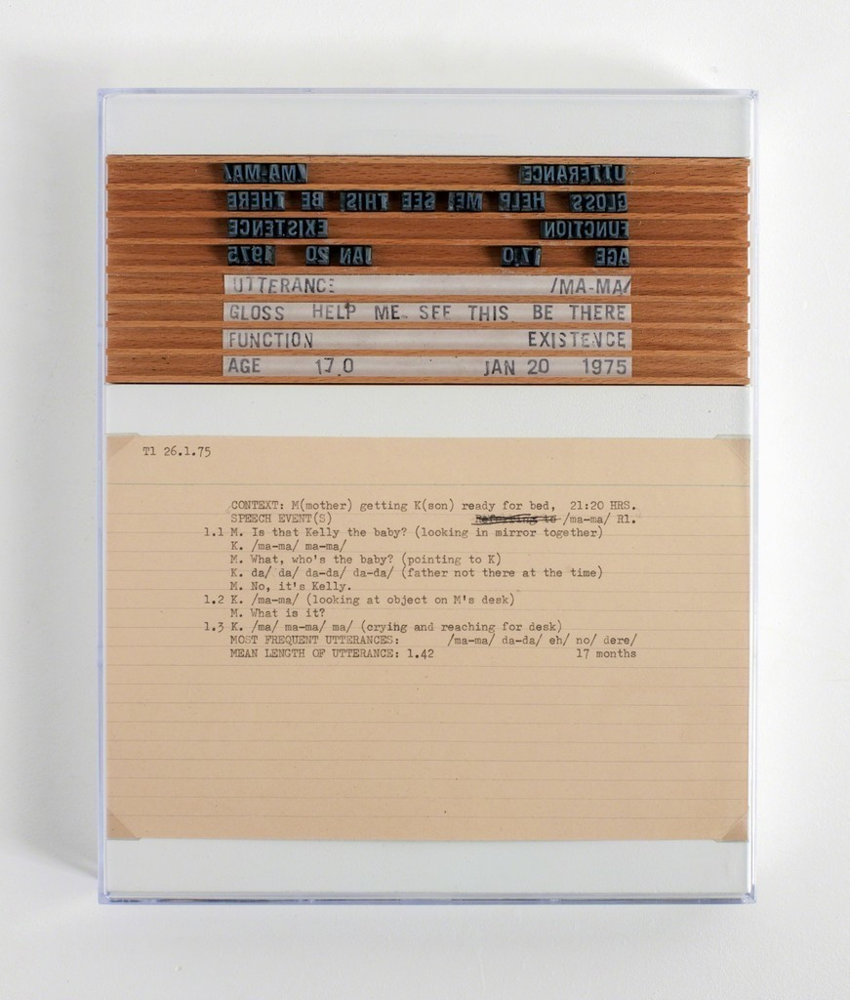 UTTERANCE /MA-MA/
GLOSS HELP ME! SEE THIS! BE THERE
FUNCTION EXISTENCE
AGE 17.0 JAN 20 1975
UTTERANCE /MA-MA/
GLOSS HELP ME. SEE THIS. BE THERE
FUNCTION EXISTENCE
AGE 17.0 JAN 20 1975
T1 26.1.75
CONTEXT: M(mother) getting K(son) ready for bed, 21:20 HRS.
SPEECH EVENT(S) Referring to /ma-ma/ R1.
1.1 M. Is that Kelly the baby? (looking in mirror together)
K. /ma-ma/ ma-ma/
M. What, who's the baby? (pointing to K)
K. da/ da/ da-da/ da-da/ (father not there at the time)
M. No, it's Kelly.
1.2 K. /ma-ma/ (looking at object on M's desk)
M. What is it?
1.3 K. /ma/ ma-ma/ ma/ (crying and reaching for desk)
MOST FREQUENT UTTERANCES: /ma-ma/ da-da/ eh/ no/ dere/
MEAN LENGTH OF UTTERANCE: 1.42 17 months